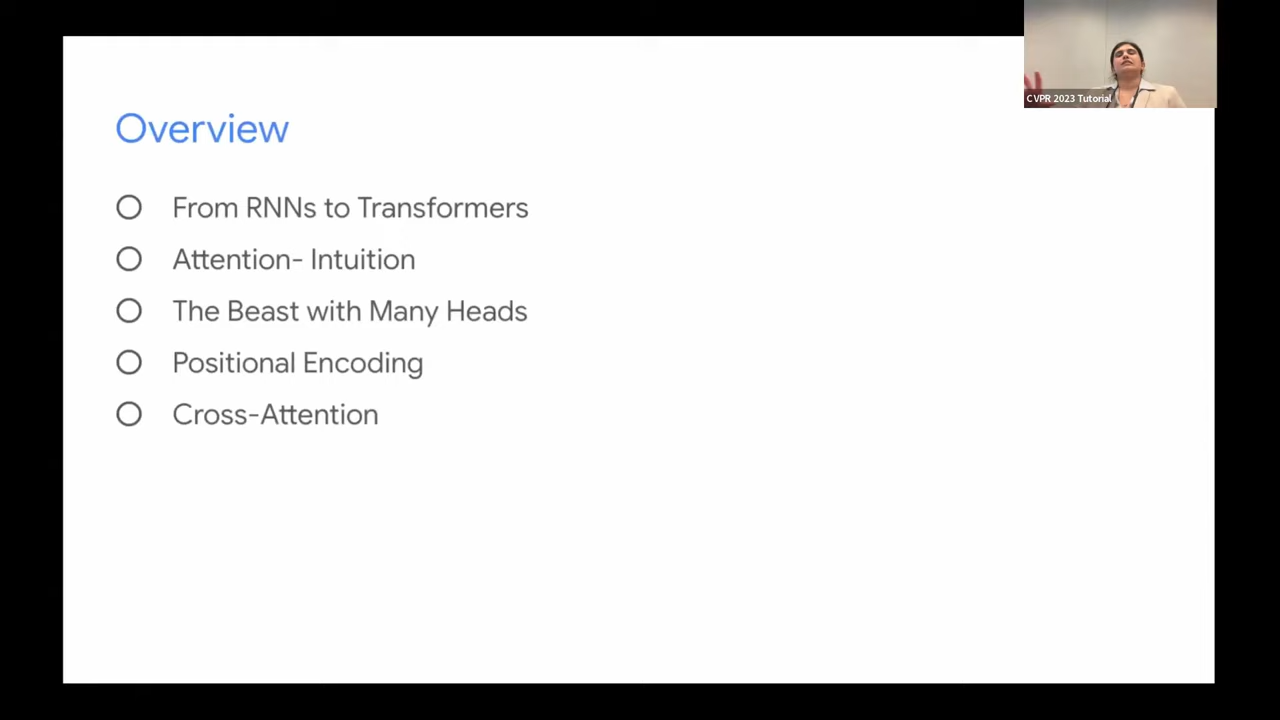 Overview
From RNNs to Transformers
Attention- Intuition
The Beast with Many Heads
Positional Encoding
Cross-Attention
CVPR 2023 Tutorial